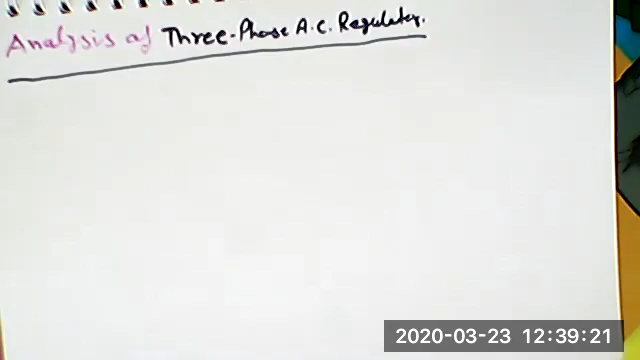 Analysis of Three-Phase A.C. Regulator.
2020-03-23 12:39:21